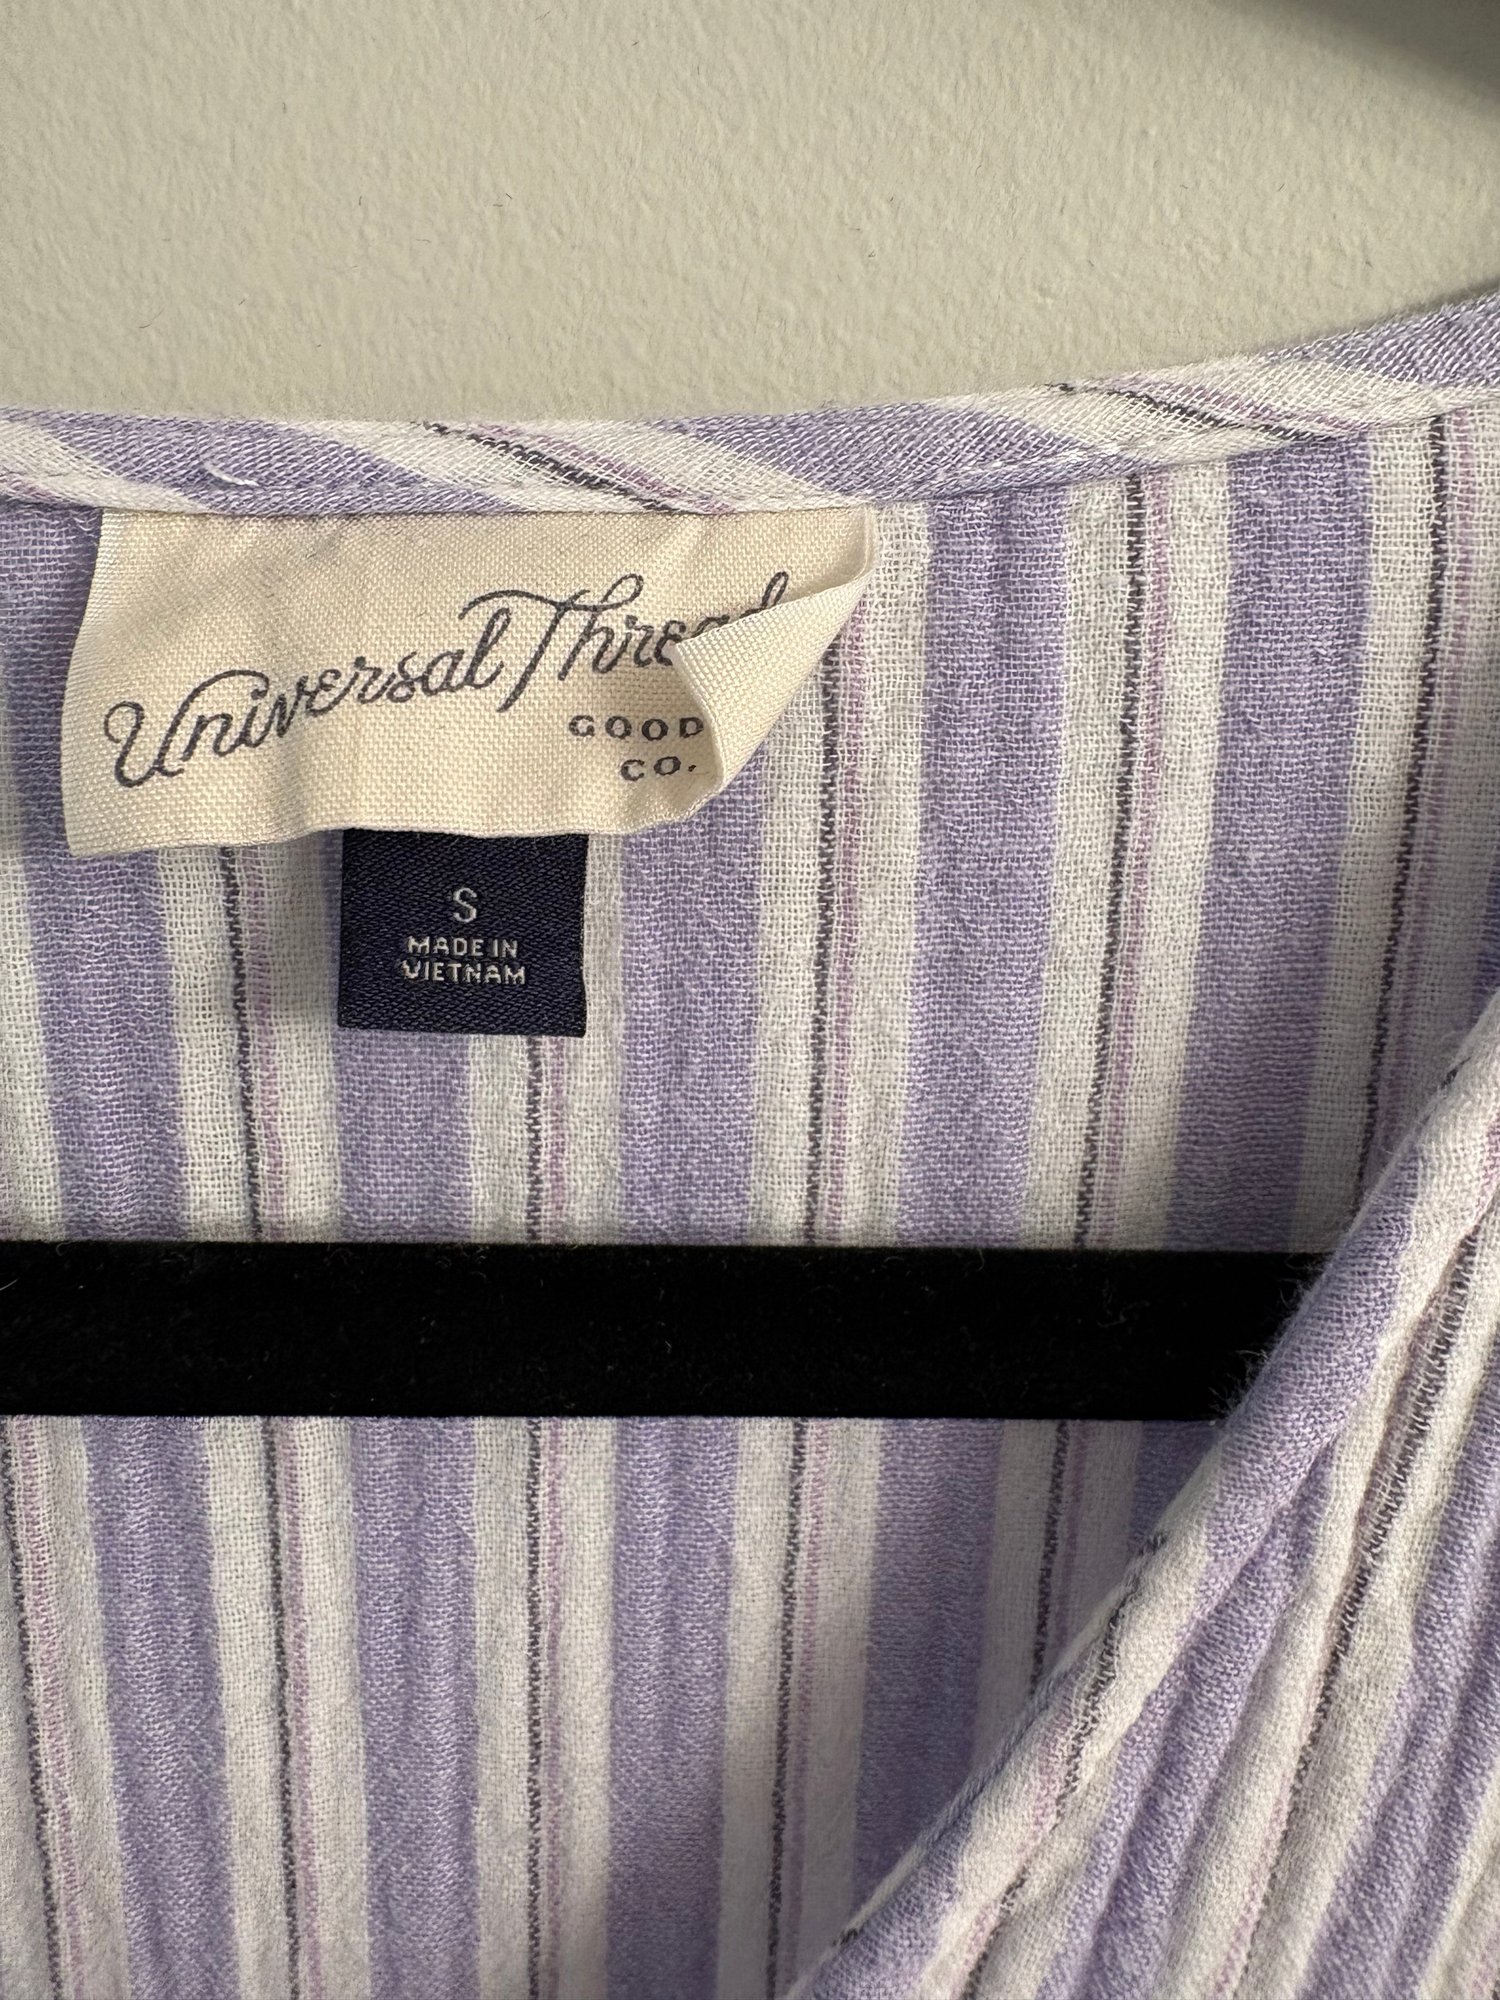 Universal Thread
GOOD
CO.
S
MADE IN
VIETNAM